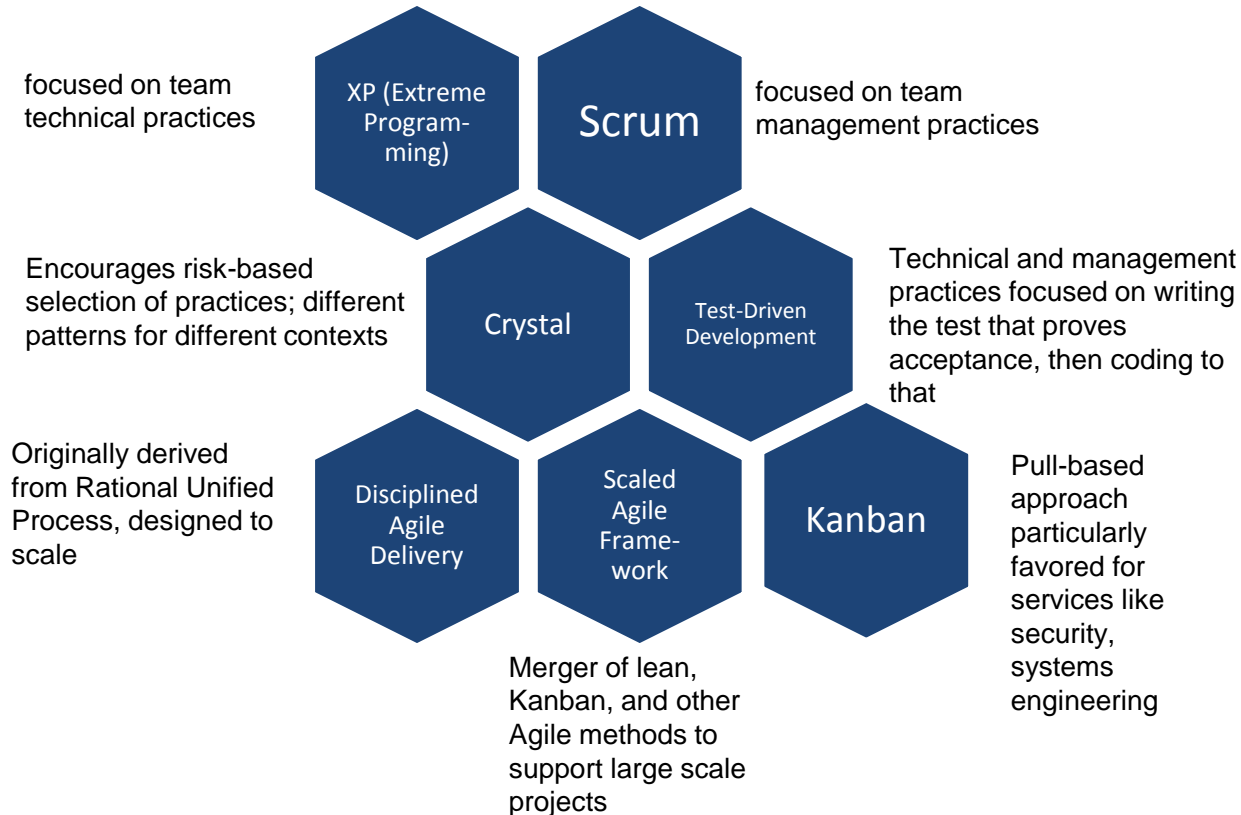 focused on team
technical practices
XP (Extreme
Program-
ming)
Scrum
focused on team
management practices
Encourages risk-based
selection of practices; different
patterns for different contexts
Crystal
Test-Driven
Development
Technical and management
practices focused on writing
the test that proves
acceptance, then coding to
that
Originally derived
from Rational Unified
Process, designed to
scale
Disciplined
Agile
Delivery
Scaled
Agile
Frame-
work
Kanban
Pull-based
approach
particularly
favored for
services like
security,
systems
engineering
Merger of lean,
Kanban, and other
Agile methods to
support large scale
projects